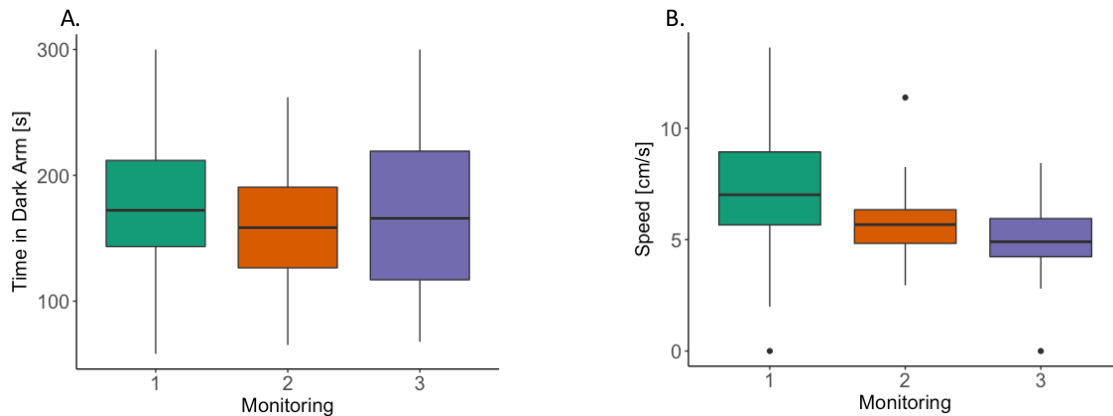 A.
Time in Dark Arm [s]
300
200
100
1 2 3
Monitoring
B.
Speed [cm/s]
10
5
0
1 2 3
Monitoring